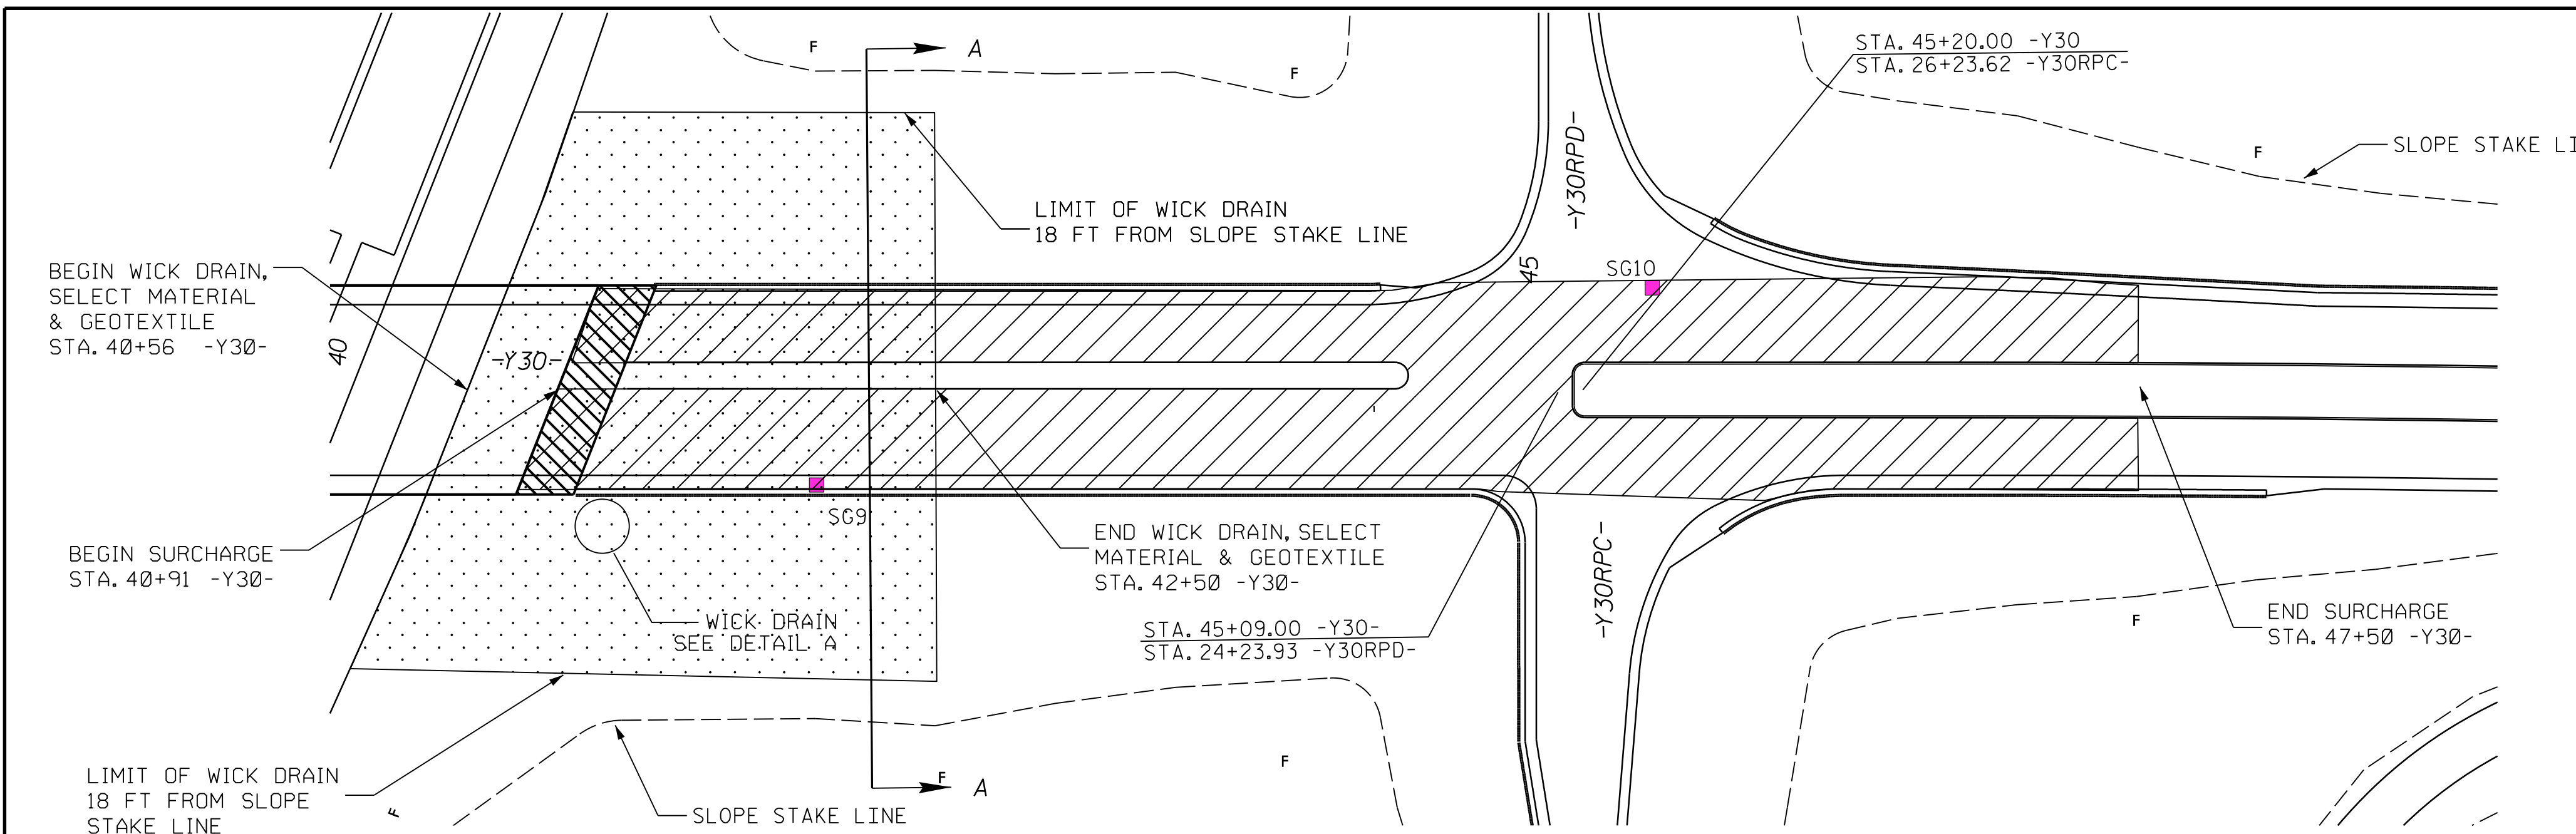 F
A
F
STA. 45+20.00 -Y30
STA. 26+23.62 -Y30RPC-
-Y30RPD-
F
SLOPE STAKE LI
LIMIT OF WICK DRAIN
18 FT FROM SLOPE STAKE LINE
BEGIN WICK DRAIN,
SELECT MATERIAL
& GEOTEXTILE
STA. 40+56 -Y30-
40
-Y30-
45
SG10
SG9
BEGIN SURCHARGE
STA. 40+91 -Y30-
END WICK DRAIN, SELECT
MATERIAL & GEOTEXTILE
STA. 42+50 -Y30-
-Y30RPC-
WICK DRAIN
SEE DETAIL A
STA. 45+09.00 -Y30-
STA. 24+23.93 -Y30RPD-
F
END SURCHARGE
STA. 47+50 -Y30-
LIMIT OF WICK DRAIN
18 FT FROM SLOPE
STAKE LINE
F
SLOPE STAKE LINE
F
A
F